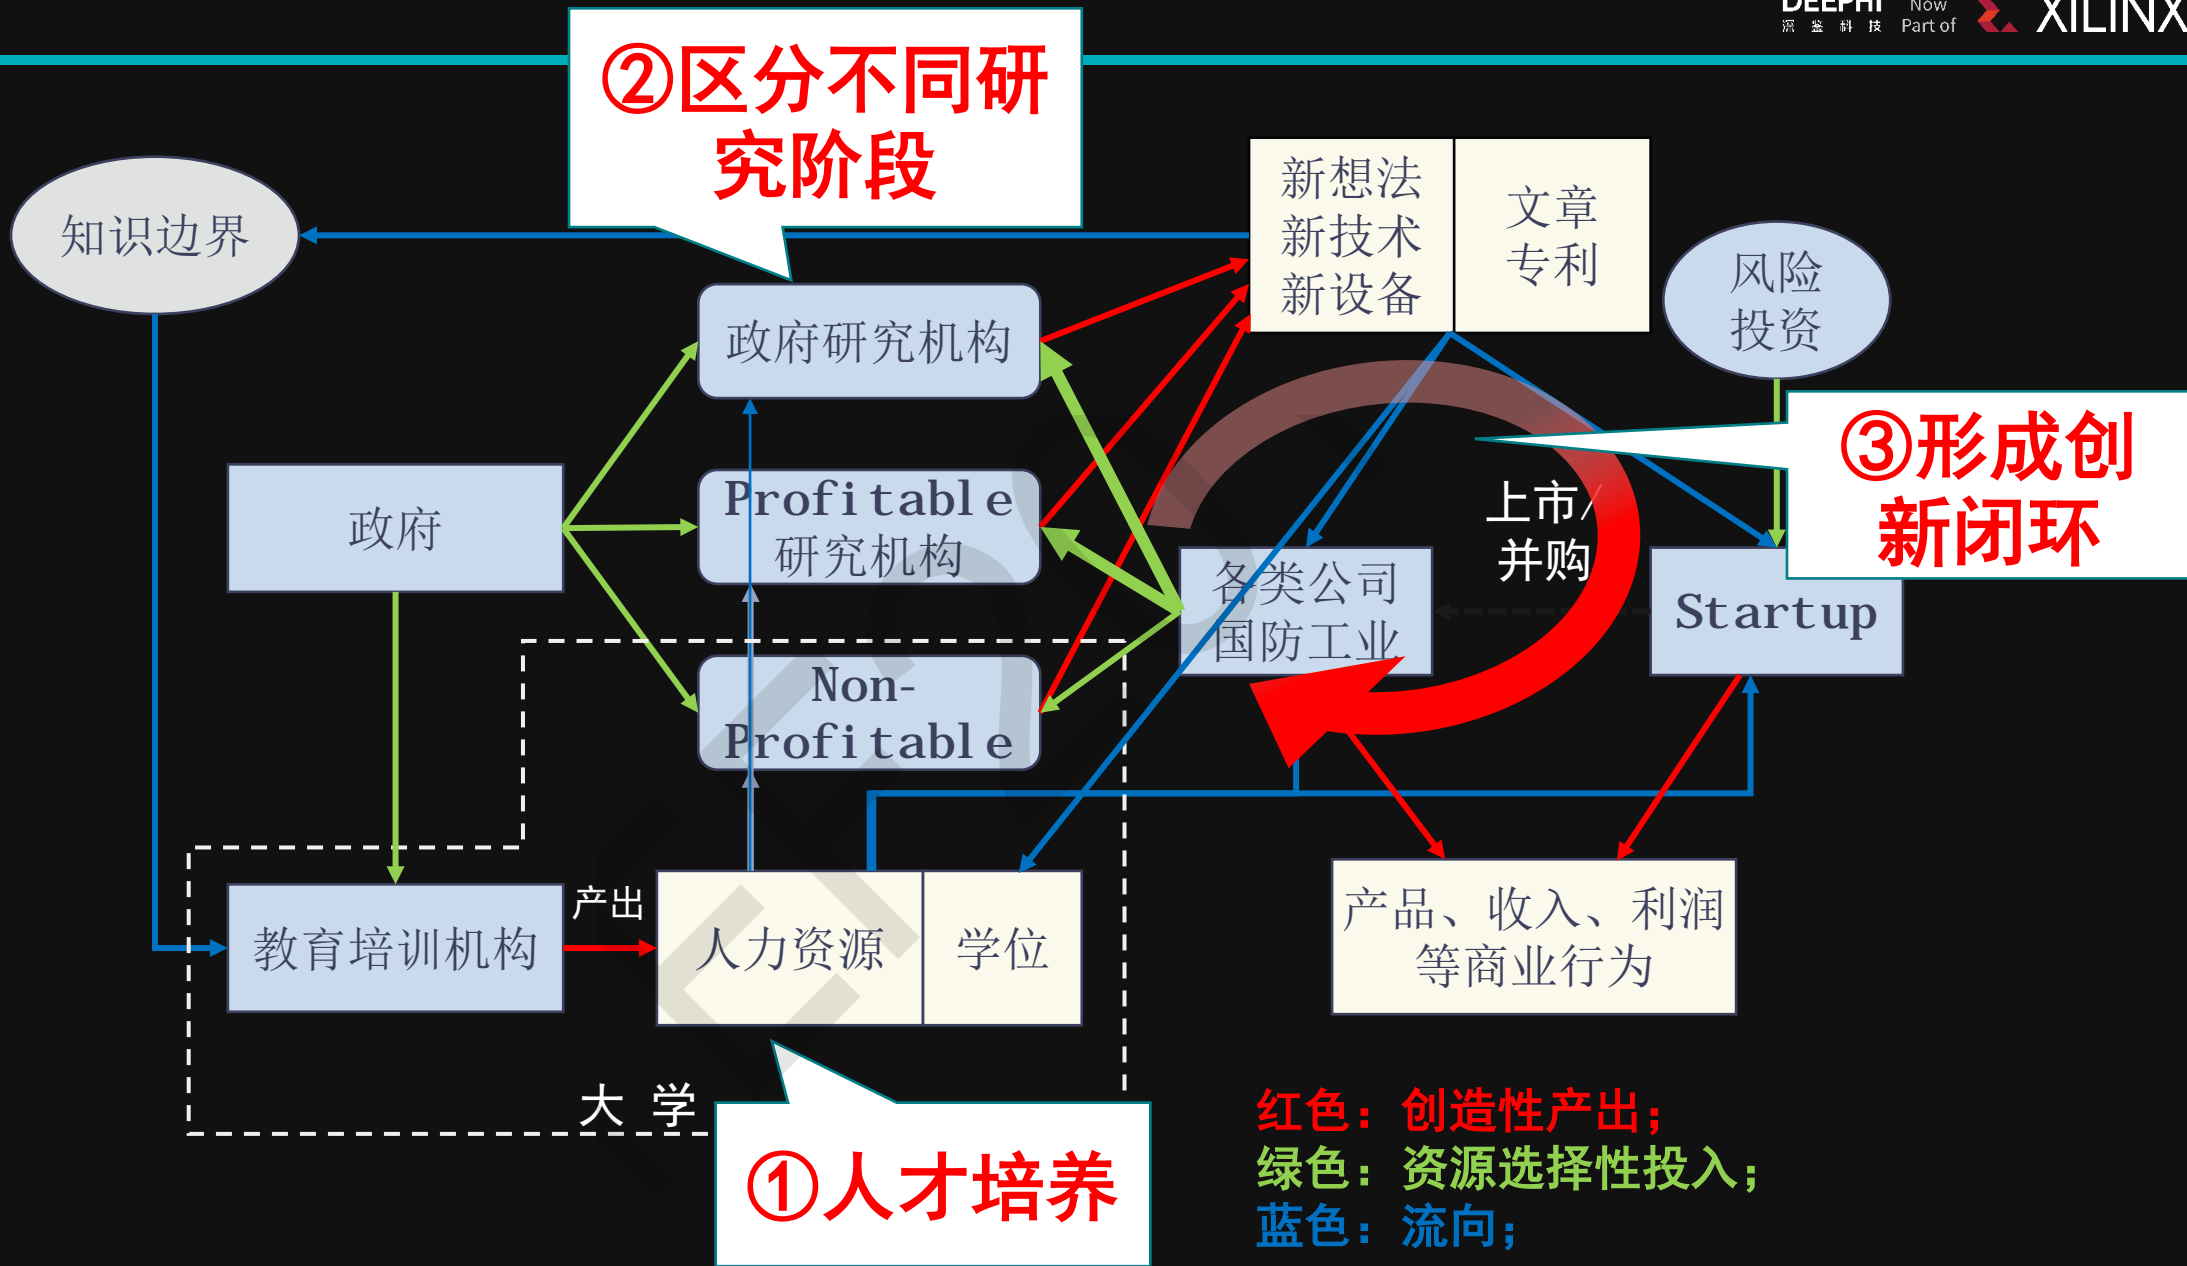 DEEPHI
深鉴科技
Now
Part of
XILINX
②区分不同研
究阶段
知识边界
新想法
新技术
新设备
文章
专利
风险
投资
政府研究机构
③形成创
新闭环
政府
Profitable
研究机构
上市/
并购
各类公司
国防工业
Startup
Non-
Profitable
教育培训机构
产出
人力资源
学位
产品、收入、利润
等商业行为
大 学
①人才培养
红色：创造性产出；
绿色：资源选择性投入；
蓝色：流向；